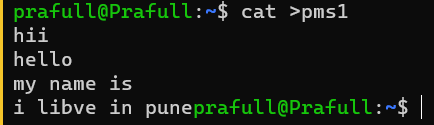 prafull@Prafull:~$ cat >pms1
hii
hello
my name is
i libve in puneprafull@Prafull:~$